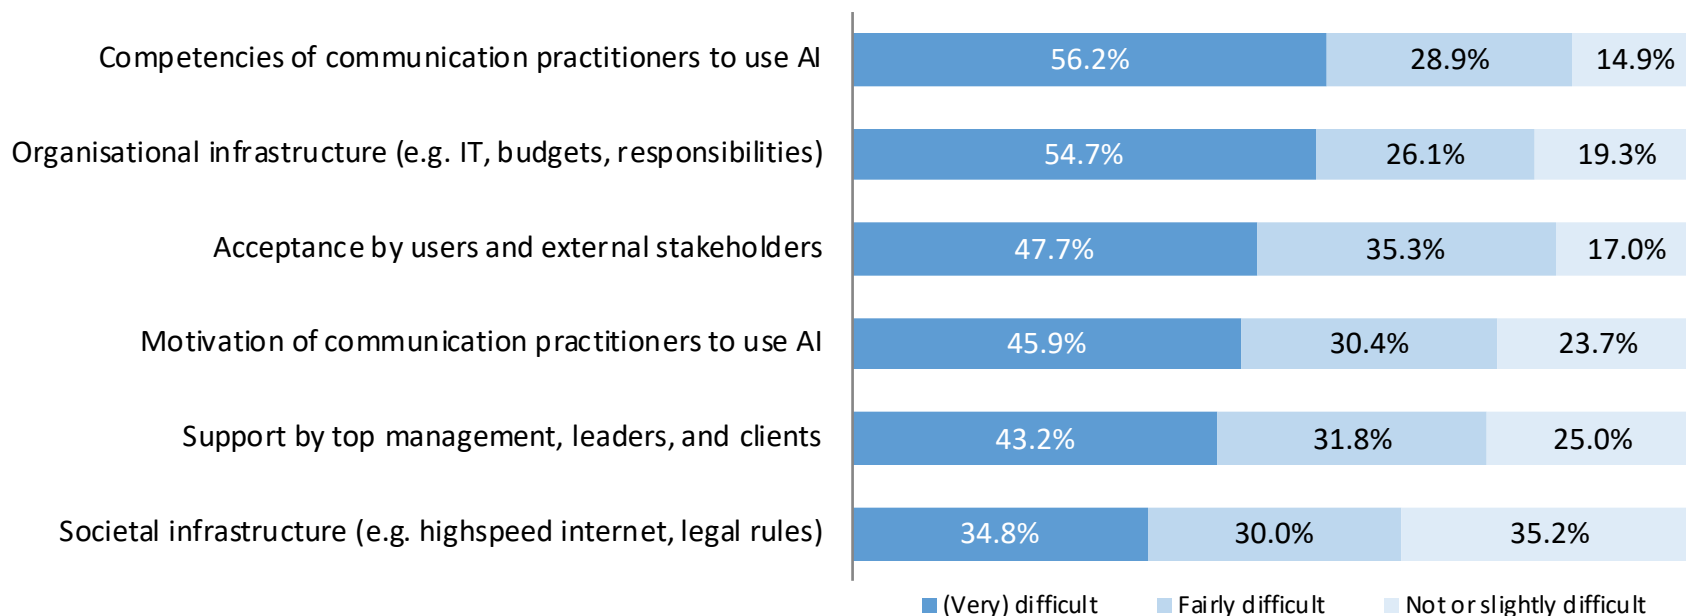 Competencies of communication practitioners to use AI 56.2% 28.9% 14.9%
Organisational infrastructure (e.g. IT, budgets, responsibilities) 54.7% 26.1% 19.3%
Acceptance by users and external stakeholders 47.7% 35.3% 17.0%
Motivation of communication practitioners to use AI 45.9% 30.4% 23.7%
Support by top management, leaders, and clients 43.2% 31.8% 25.0%
Societal infrastructure (e.g. highspeed internet, legal rules) 34.8% 30.0% 35.2%
(Very) difficult Fairly difficult Not or slightly difficult